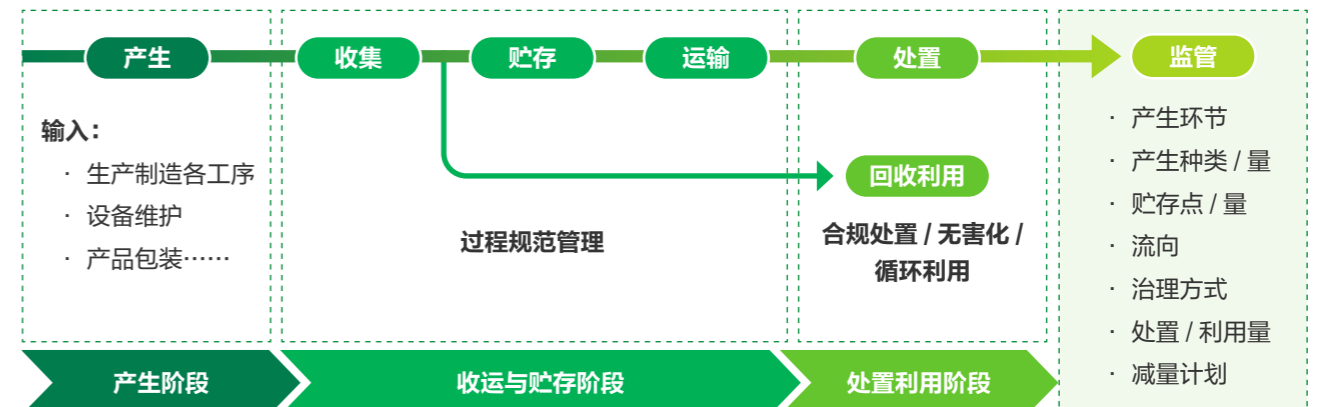 产生
收集
贮存
运输
处置
监管
输入：
· 生产制造各工序
· 设备维护
· 产品包装……
过程规范管理
回收利用
合规处置 / 无害化 /
循环利用
· 产生环节
· 产生种类 / 量
· 贮存点 / 量
· 流向
· 治理方式
· 处置 / 利用量
· 减量计划
产生阶段
收运与贮存阶段
处置利用阶段